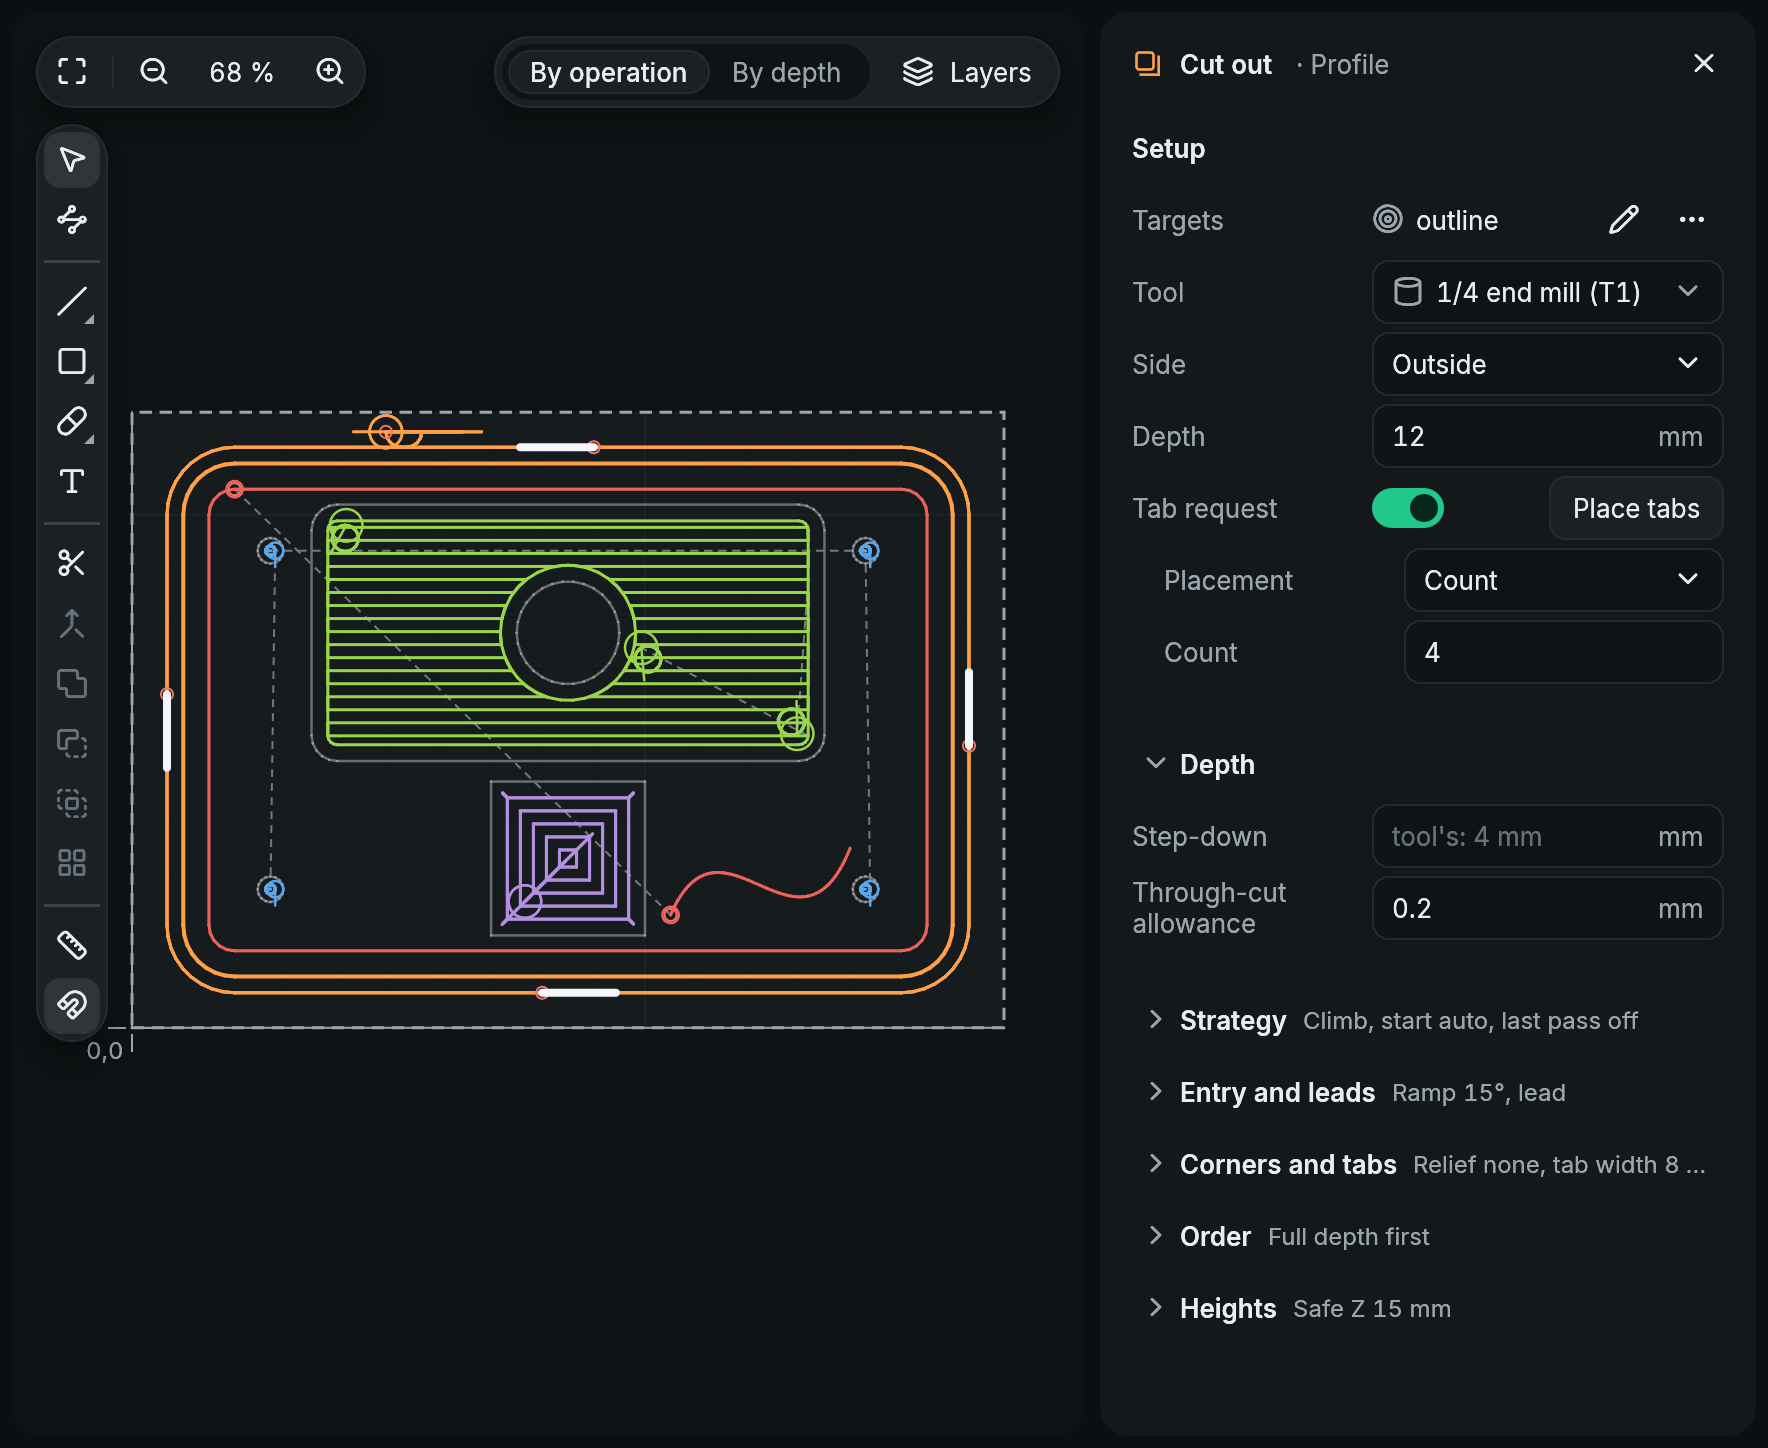 68 %
By operation
By depth
Layers
T
0,0
Cut out · Profile
Setup
Targets
outline
Tool
1/4 end mill (T1)
Side
Outside
Depth
12
mm
Tab request
Place tabs
Placement
Count
Count
4
Depth
Step-down
tool's: 4 mm
mm
Through-cut
allowance
0.2
mm
Strategy Climb, start auto, last pass off
Entry and leads Ramp 15°, lead
Corners and tabs Relief none, tab width 8 ...
Order Full depth first
Heights Safe Z 15 mm